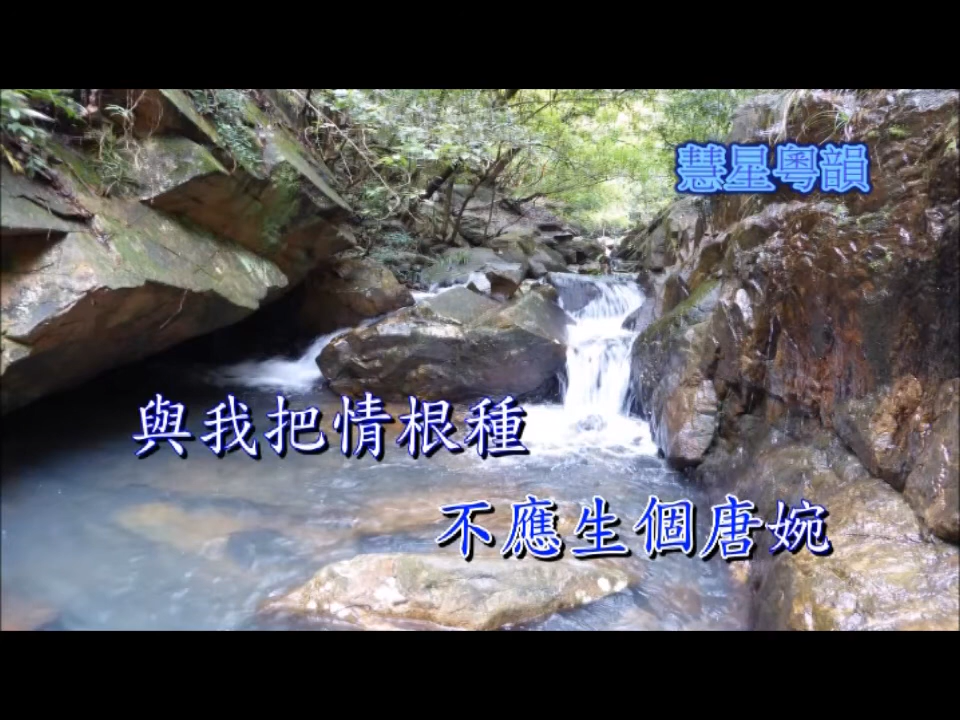 慧星粵韻
與我把情根種
不應生個唐婉